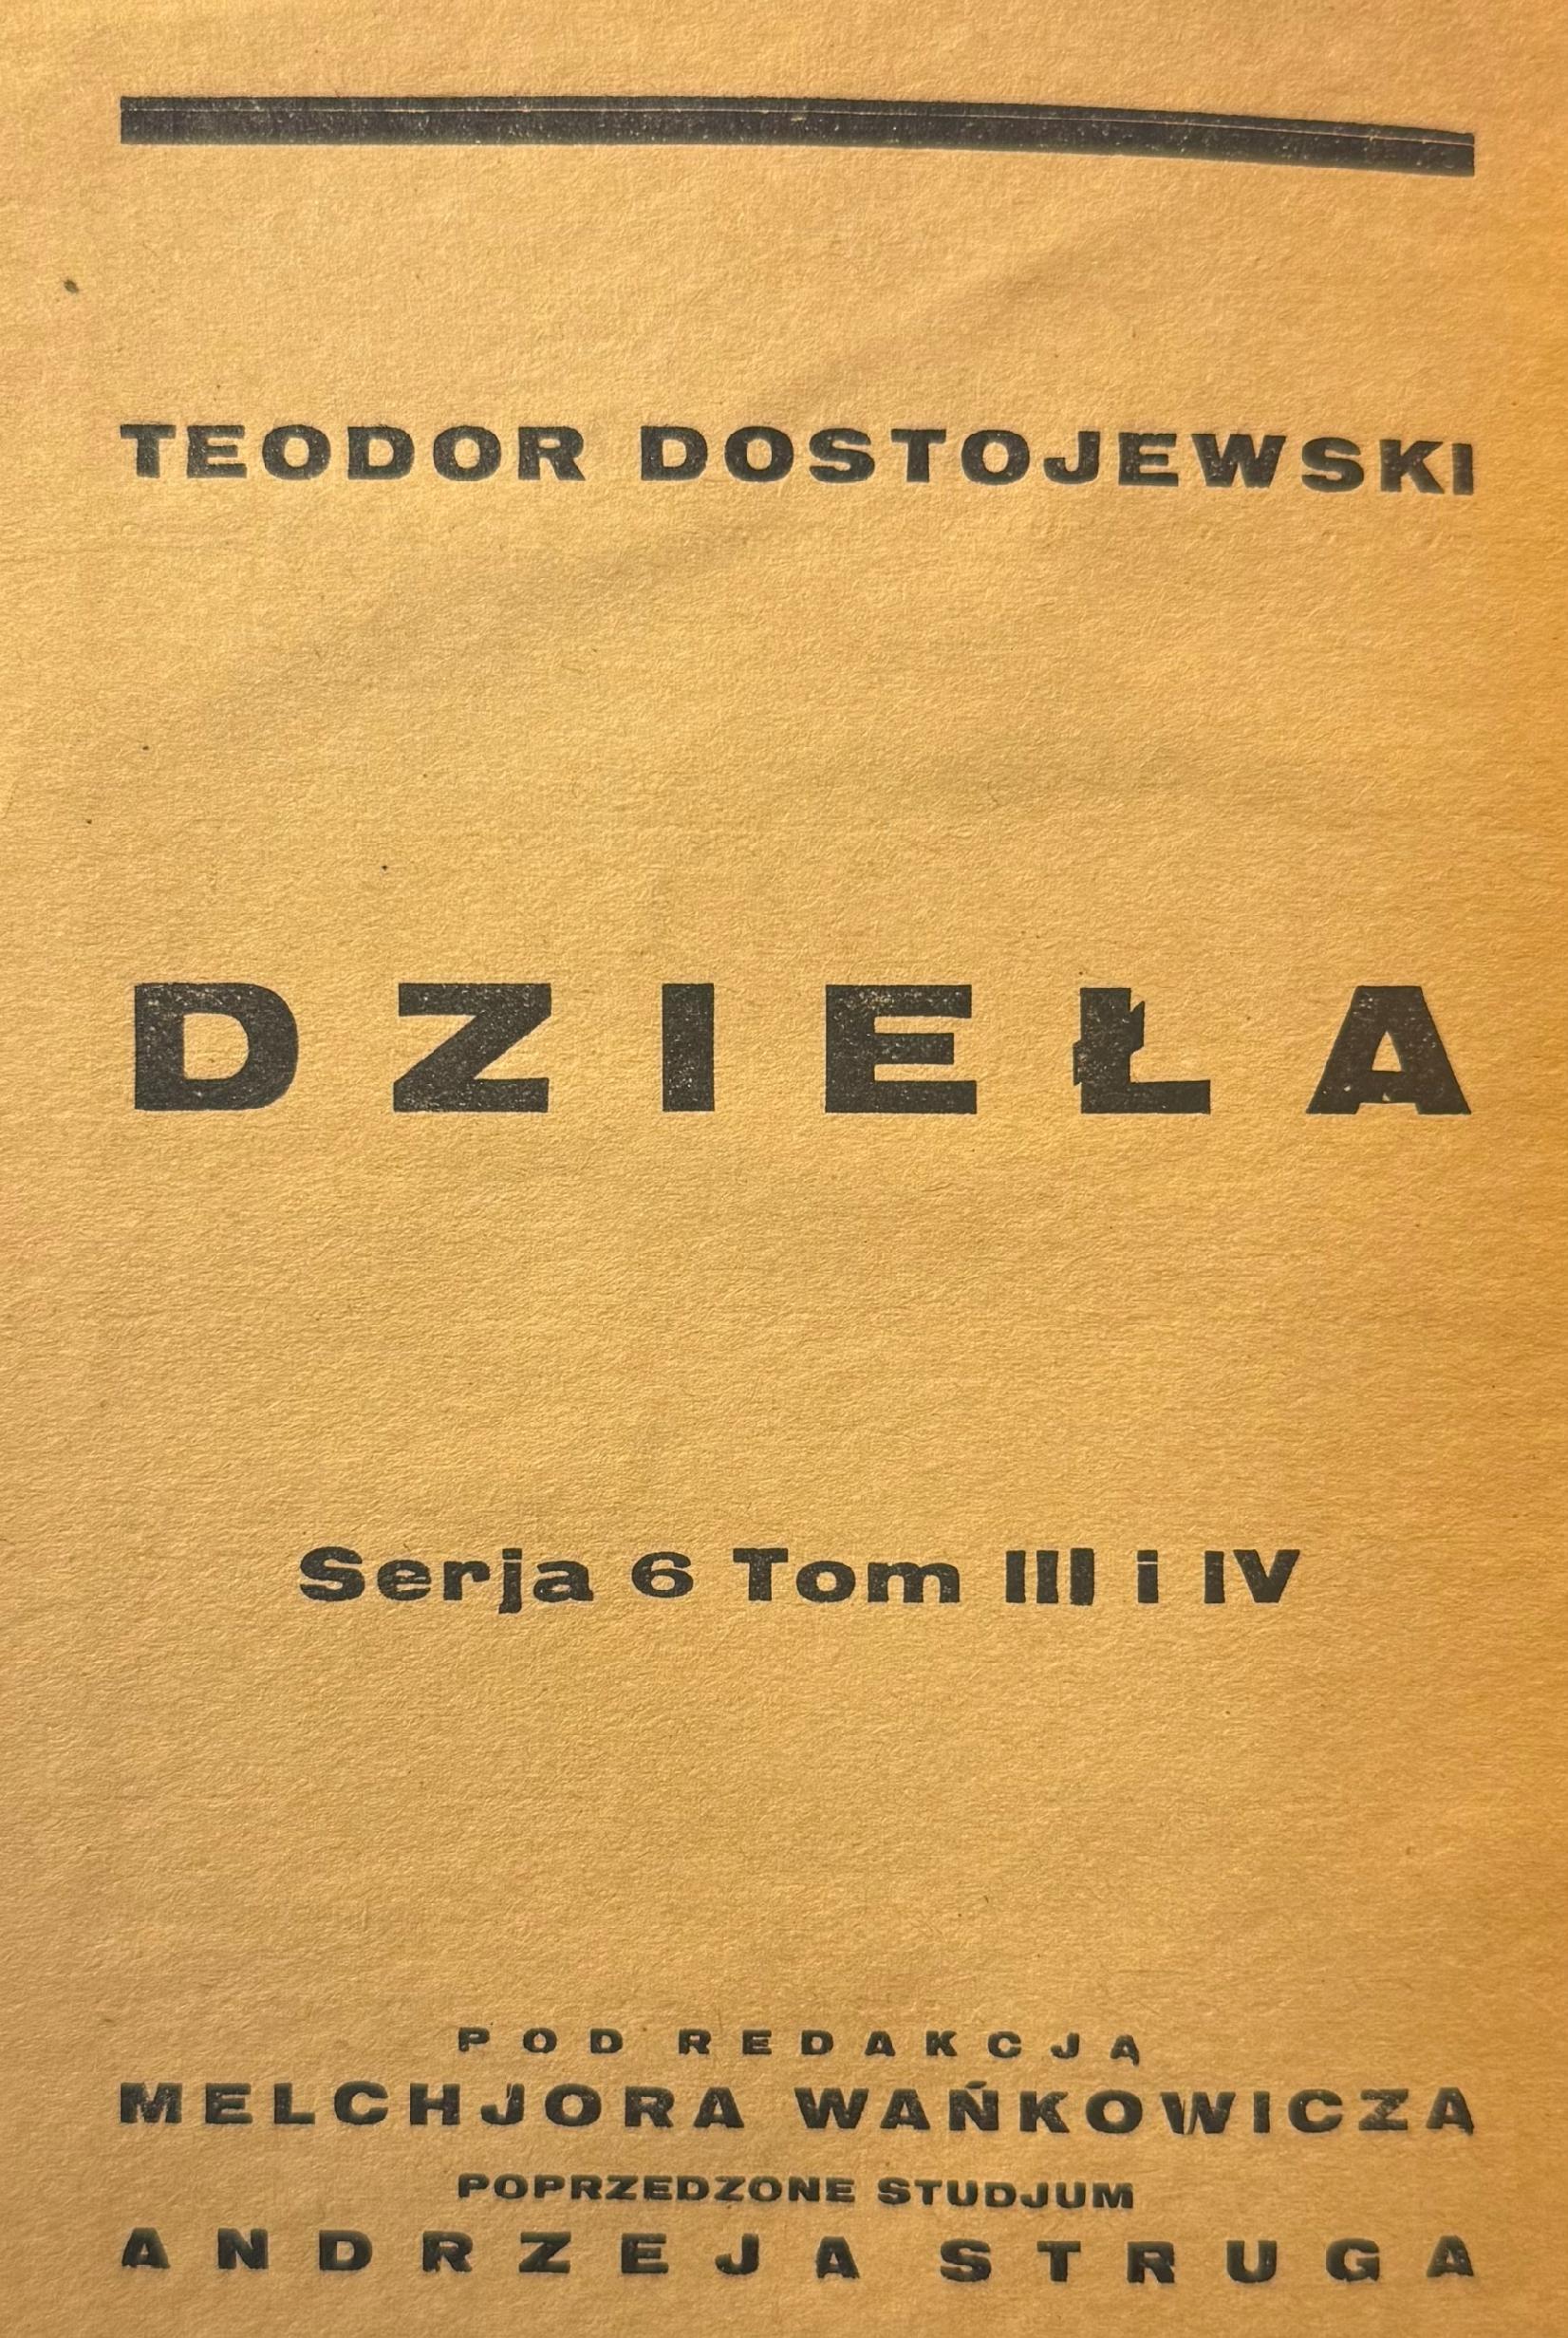 TEODOR DOSTOJEWSKI
DZIEŁA
Serja 6 Tom III i IV
POD REDAKCJĄ
MELCHJORA WAŃKOWICZA
POPRZEDZONE STUDJUM
ANDRZEJA STRUGA